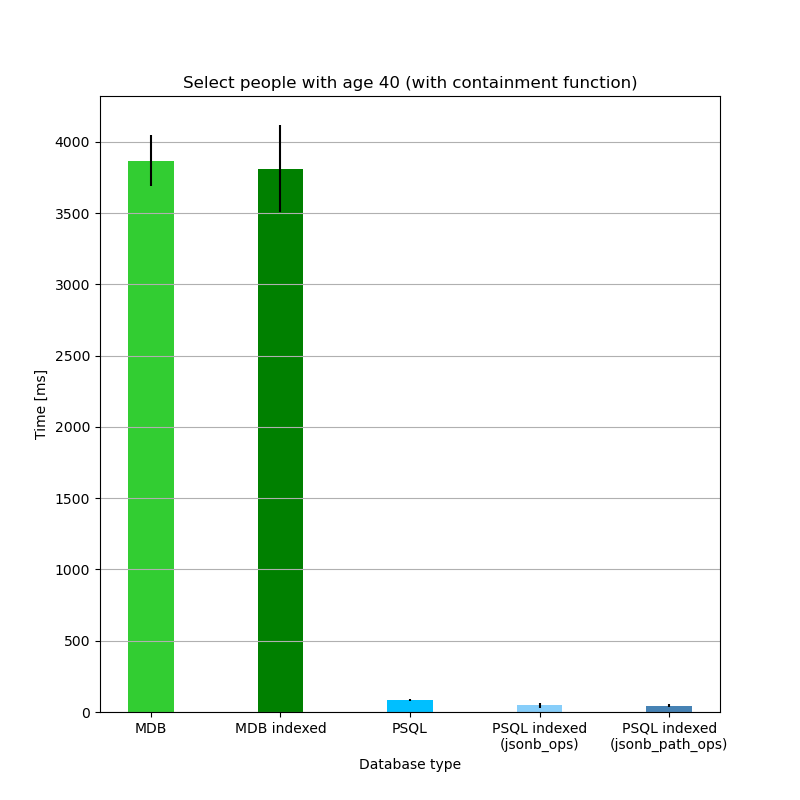 Select people with age 40 (with containment function)
Time [ms]
4000
3500
3000
2500
2000
1500
1000
500
0
MDB
MDB indexed
PSQL
PSQL indexed
(jsonb_ops)
PSQL indexed
(jsonb_path_ops)
Database type